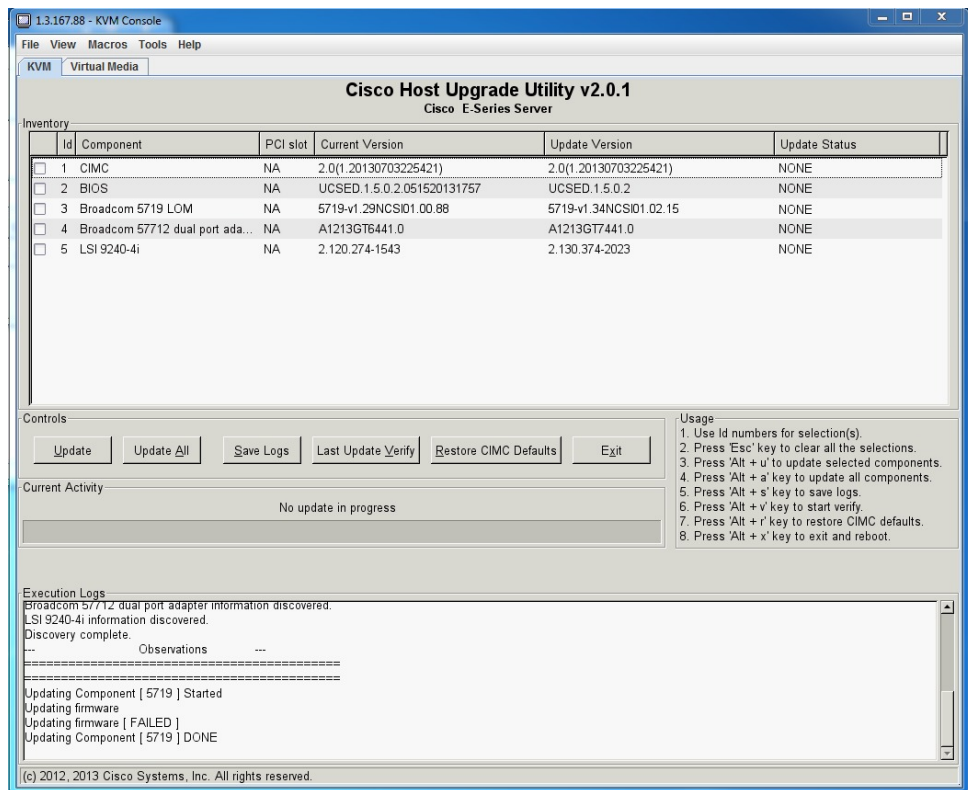 1.3.167.88 - KVM Console
File View Macros Tools Help
KVM Virtual Media
Cisco Host Upgrade Utility v2.0.1
Cisco E-Series Server
Inventory
Id Component PCI slot Current Version Update Version Update Status
1 CIMC NA 2.0(1.20130703225421) 2.0(1.20130703225421) NONE
2 BIOS NA UCSED.1.5.0.2.051520131757 UCSED.1.5.0.2 NONE
3 Broadcom 5719 LOM NA 5719-v1.29NCSI01.00.88 5719-v1.34NCSI01.02.15 NONE
4 Broadcom 57712 dual port ada... NA A1213GT6441.0 A1213GT7441.0 NONE
5 LSI 9240-4i NA 2.120.274-1543 2.130.374-2023 NONE
Controls
Update Update All Save Logs Last Update Verify Restore CIMC Defaults Exit
Usage
1. Use Id numbers for selection(s).
2. Press 'Esc' key to clear all the selections.
3. Press 'Alt + u' to update selected components.
4. Press 'Alt + a' key to update all components.
5. Press 'Alt + s' key to save logs.
6. Press 'Alt + v' key to start verify.
7. Press 'Alt + r' key to restore CIMC defaults.
8. Press 'Alt + x' key to exit and reboot.
Current Activity
No update in progress
Execution Logs
Broadcom 57712 dual port adapter information discovered.
LSI 9240-4i information discovered.
Discovery complete.
--- Observations ---
===========================================
===========================================
Updating Component [ 5719 ] Started
Updating firmware
Updating firmware [ FAILED ]
Updating Component [ 5719 ] DONE
(c) 2012, 2013 Cisco Systems, Inc. All rights reserved.